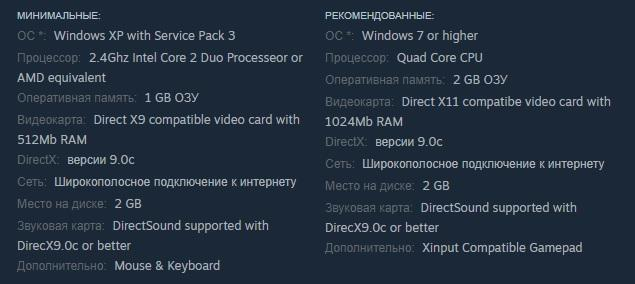 МИНИМАЛЬНЫЕ:
ОС *: Windows XP with Service Pack 3
Процессор: 2.4Ghz Intel Core 2 Duo Processeor or
AMD equivalent
Оперативная память: 1 GB ОЗУ
Видеокарта: Direct X9 compatible video card with
512Mb RAM
DirectX: версии 9.0c
Сеть: Широкополосное подключение к интернету
Место на диске: 2 GB
Звуковая карта: DirectSound supported with
DirecX9.0c or better
Дополнительно: Mouse & Keyboard
РЕКОМЕНДОВАННЫЕ:
ОС *: Windows 7 or higher
Процессор: Quad Core CPU
Оперативная память: 2 GB ОЗУ
Видеокарта: Direct X11 compatibe video card with
1024Mb RAM
DirectX: версии 9.0c
Сеть: Широкополосное подключение к интернету
Место на диске: 2 GB
Звуковая карта: DirectSound supported with
DirecX9.0c or better
Дополнительно: Xinput Compatible Gamepad